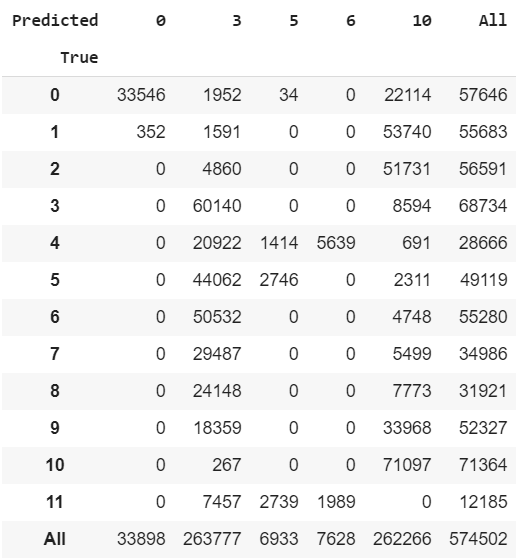 Predicted 0 3 5 6 10 All
True
0 33546 1952 34 0 22114 57646
1 352 1591 0 0 53740 55683
2 0 4860 0 0 51731 56591
3 0 60140 0 0 8594 68734
4 0 20922 1414 5639 691 28666
5 0 44062 2746 0 2311 49119
6 0 50532 0 0 4748 55280
7 0 29487 0 0 5499 34986
8 0 24148 0 0 7773 31921
9 0 18359 0 0 33968 52327
10 0 267 0 0 71097 71364
11 0 7457 2739 1989 0 12185
All 33898 263777 6933 7628 262266 574502